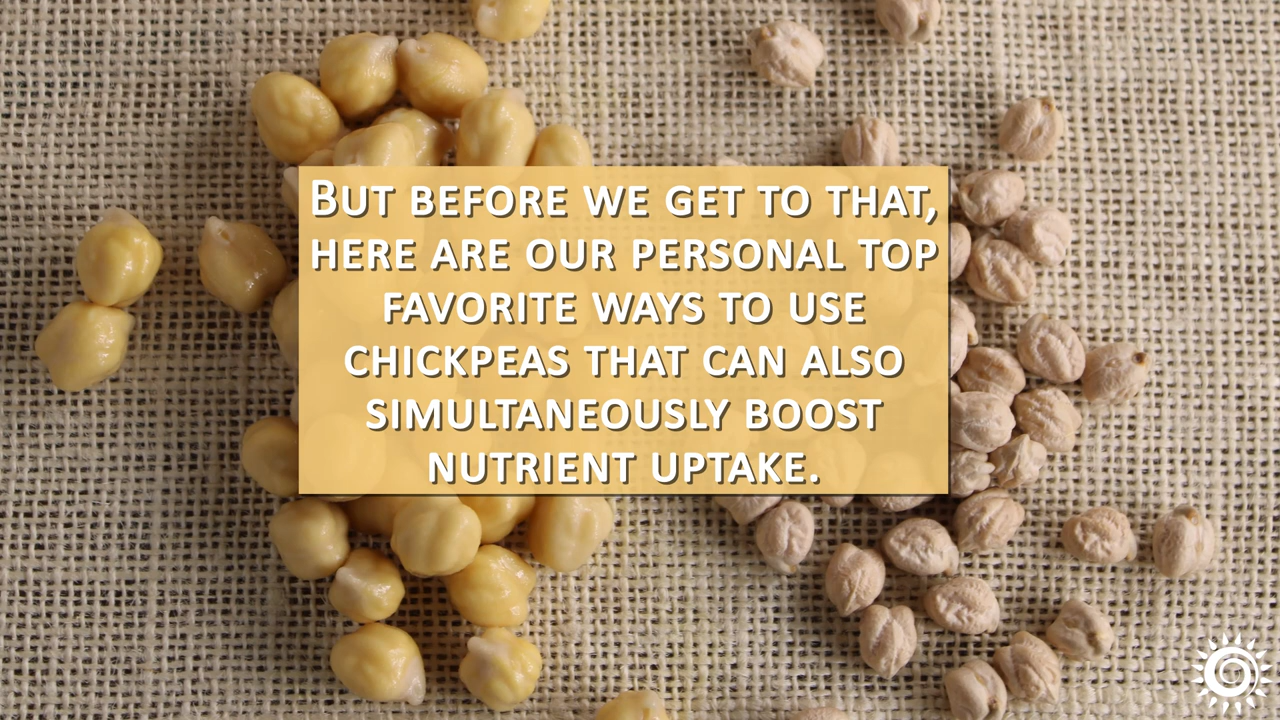 But before we get to that,
here are our personal top
favorite ways to use
chickpeas that can also
simultaneously boost
nutrient uptake.